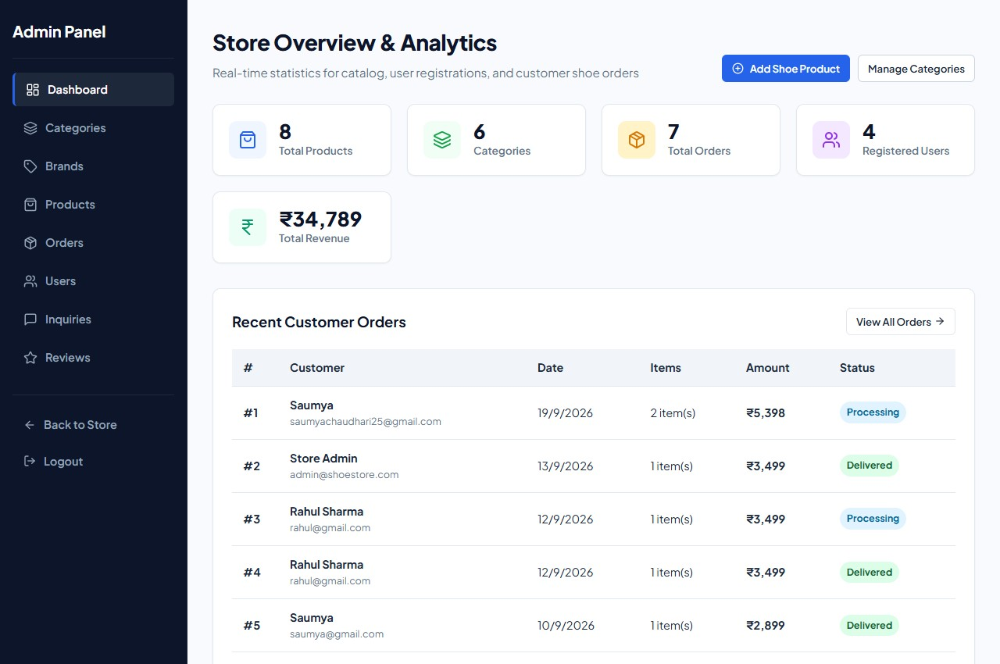 Admin Panel
Dashboard
Categories
Brands
Products
Orders
Users
Inquiries
Reviews
Back to Store
Logout
Store Overview & Analytics
Real-time statistics for catalog, user registrations, and customer shoe orders
Add Shoe Product
Manage Categories
8
Total Products
6
Categories
7
Total Orders
4
Registered Users
₹
₹34,789
Total Revenue
Recent Customer Orders
View All Orders →
# Customer Date Items Amount Status
#1 Saumya 19/9/2026 2 item(s) ₹5,398 Processing
saumyachaudhari25@gmail.com
#2 Store Admin 13/9/2026 1 item(s) ₹3,499 Delivered
admin@shoestore.com
#3 Rahul Sharma 12/9/2026 1 item(s) ₹3,499 Processing
rahul@gmail.com
#4 Rahul Sharma 12/9/2026 1 item(s) ₹3,499 Delivered
rahul@gmail.com
#5 Saumya 10/9/2026 1 item(s) ₹2,899 Delivered
saumya@gmail.com